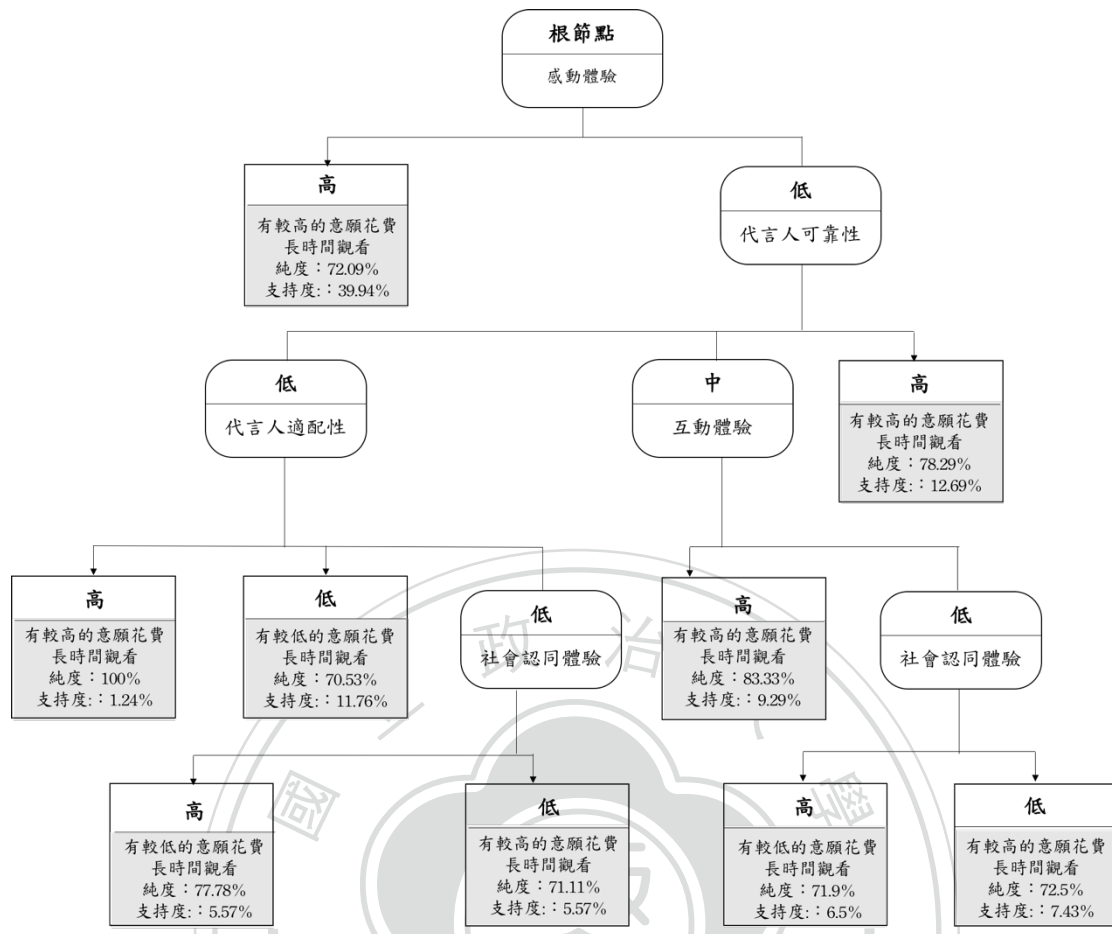 根節點
感動體驗
高
有較高的意願花費
長時間觀看
純度：72.09%
支持度:：39.94%
低
代言人可靠性
低
代言人適配性
中
互動體驗
高
有較高的意願花費
長時間觀看
純度：78.29%
支持度:：12.69%
高
有較高的意願花費
長時間觀看
純度：100%
支持度:：1.24%
低
有較低的意願花費
長時間觀看
純度：70.53%
支持度:：11.76%
低
社會認同體驗
高
有較高的意願花費
長時間觀看
純度：83.33%
支持度:：9.29%
低
社會認同體驗
高
有較低的意願花費
長時間觀看
純度：77.78%
支持度:：5.57%
低
有較高的意願花費
長時間觀看
純度:71.11%
支持度:：5.57%
高
有較低的意願花費
長時間觀看
純度：71.9%
支持度:：6.5%
低
有較高的意願花費
長時間觀看
純度：72.5%
支持度:：7.43%
國立政治
學